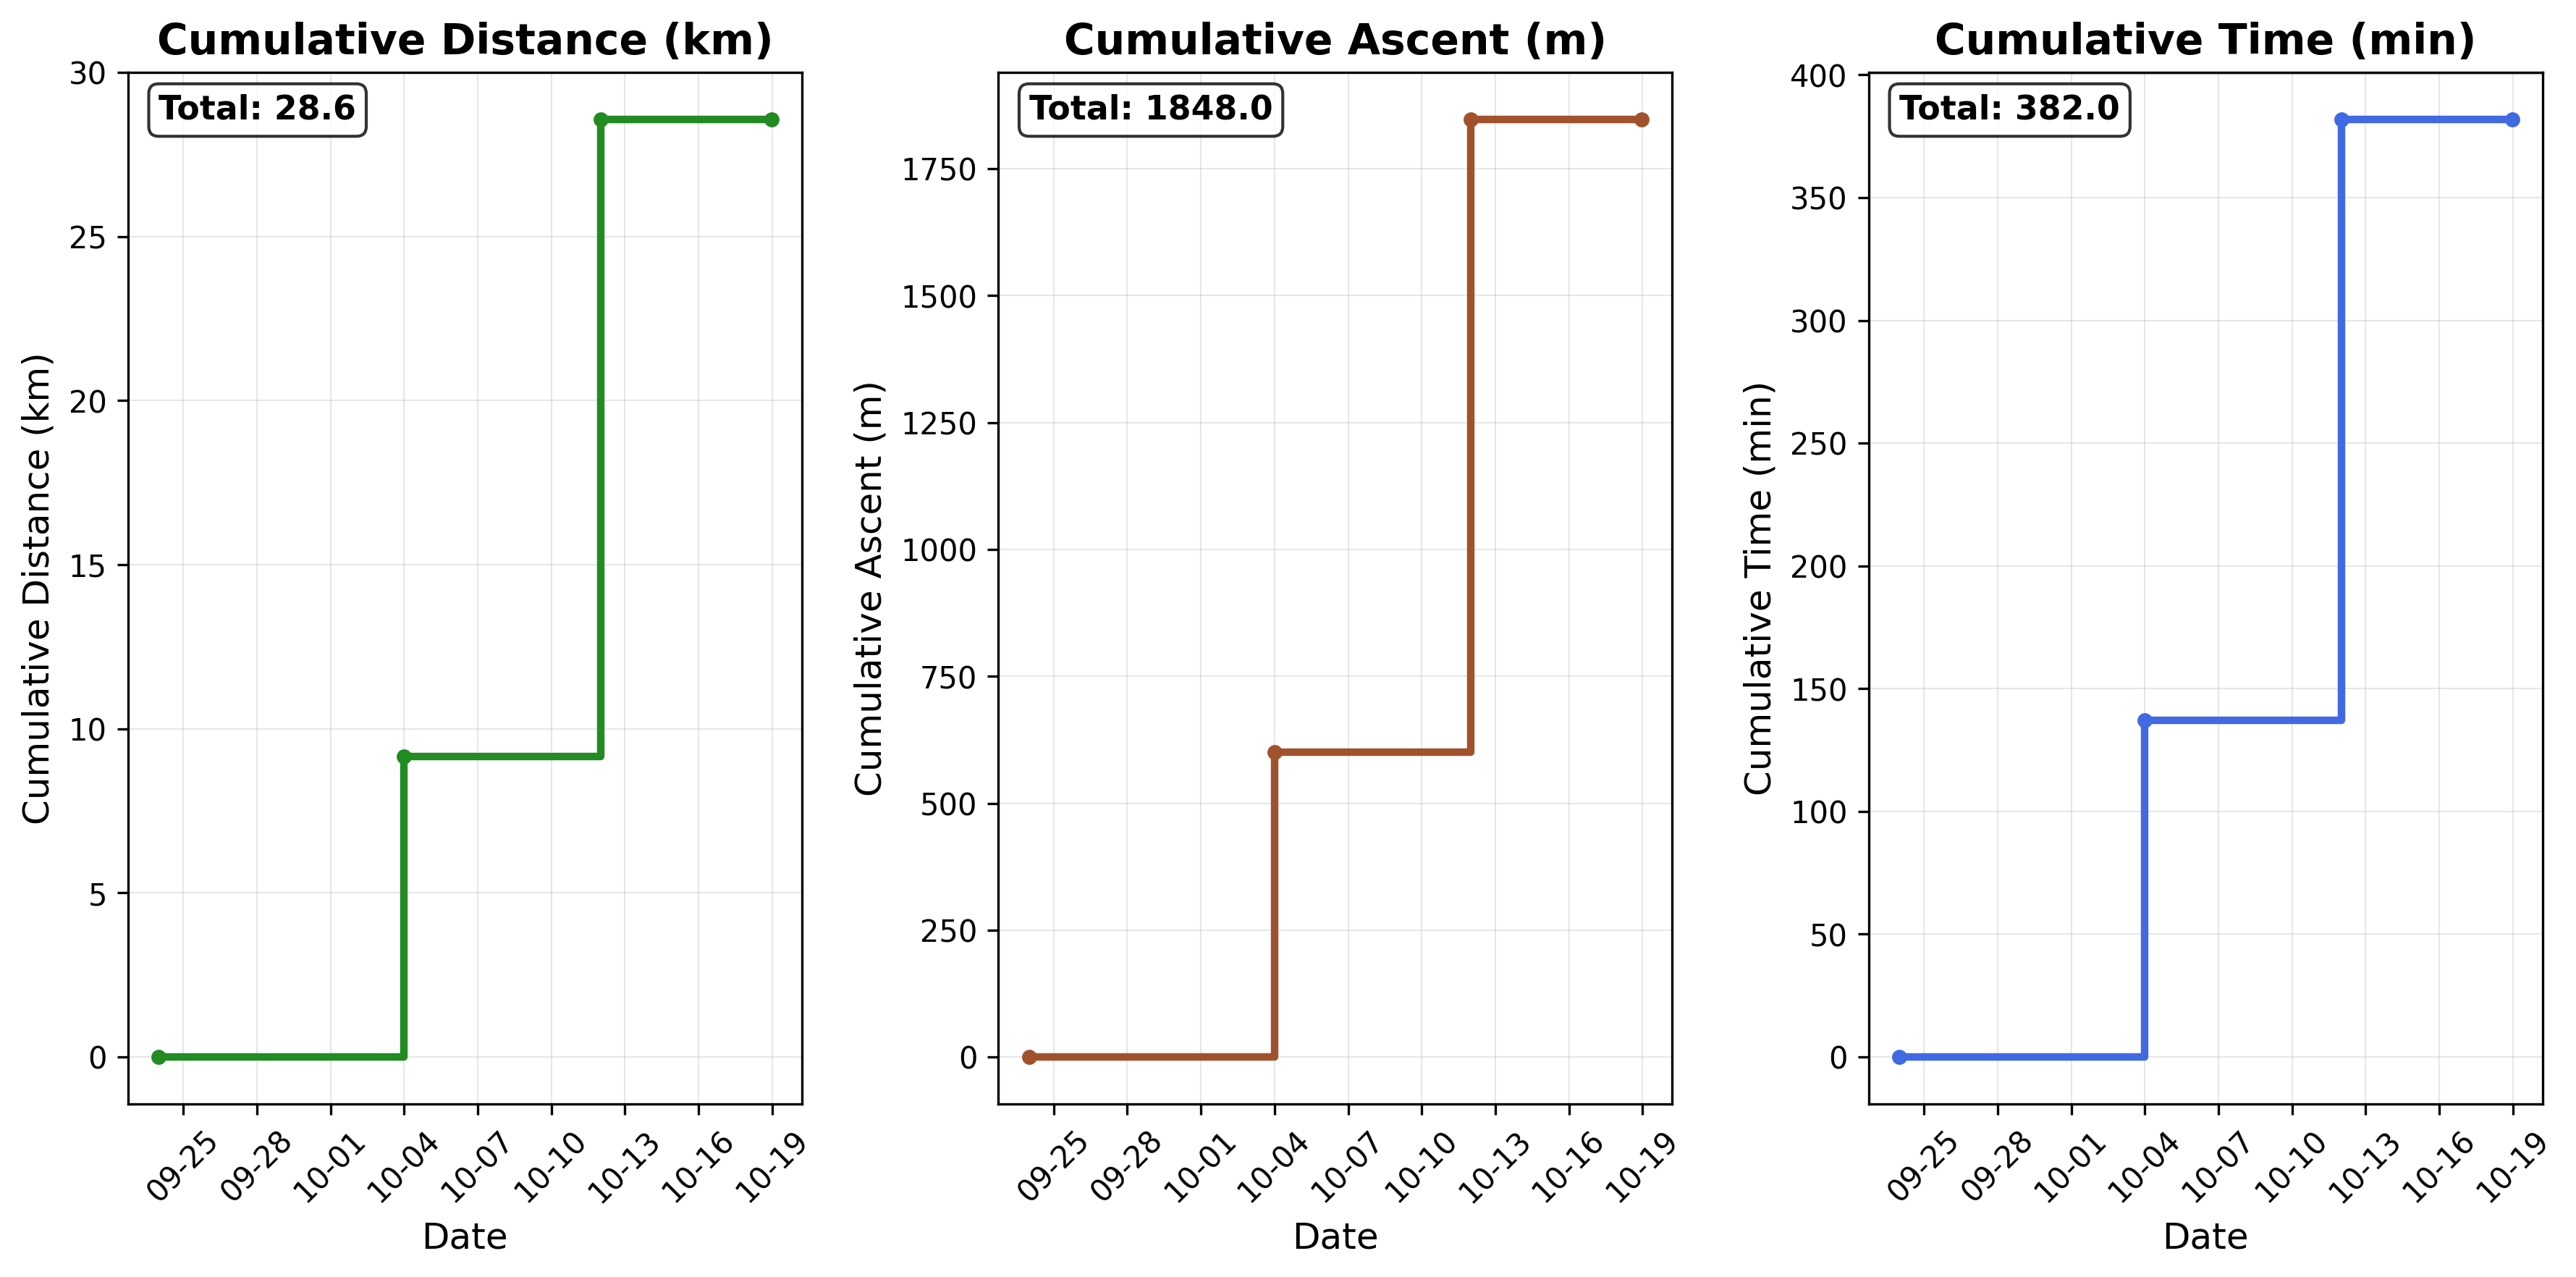 Cumulative Distance (km)
Total: 28.6
Cumulative Distance (km)
30
25
20
15
10
5
0
09-25 09-28 10-01 10-04 10-07 10-10 10-13 10-16 10-19
Date
Cumulative Ascent (m)
Total: 1848.0
Cumulative Ascent (m)
1750
1500
1250
1000
750
500
250
0
09-25 09-28 10-01 10-04 10-07 10-10 10-13 10-16 10-19
Date
Cumulative Time (min)
Total: 382.0
Cumulative Time (min)
400
350
300
250
200
150
100
50
0
09-25 09-28 10-01 10-04 10-07 10-10 10-13 10-16 10-19
Date